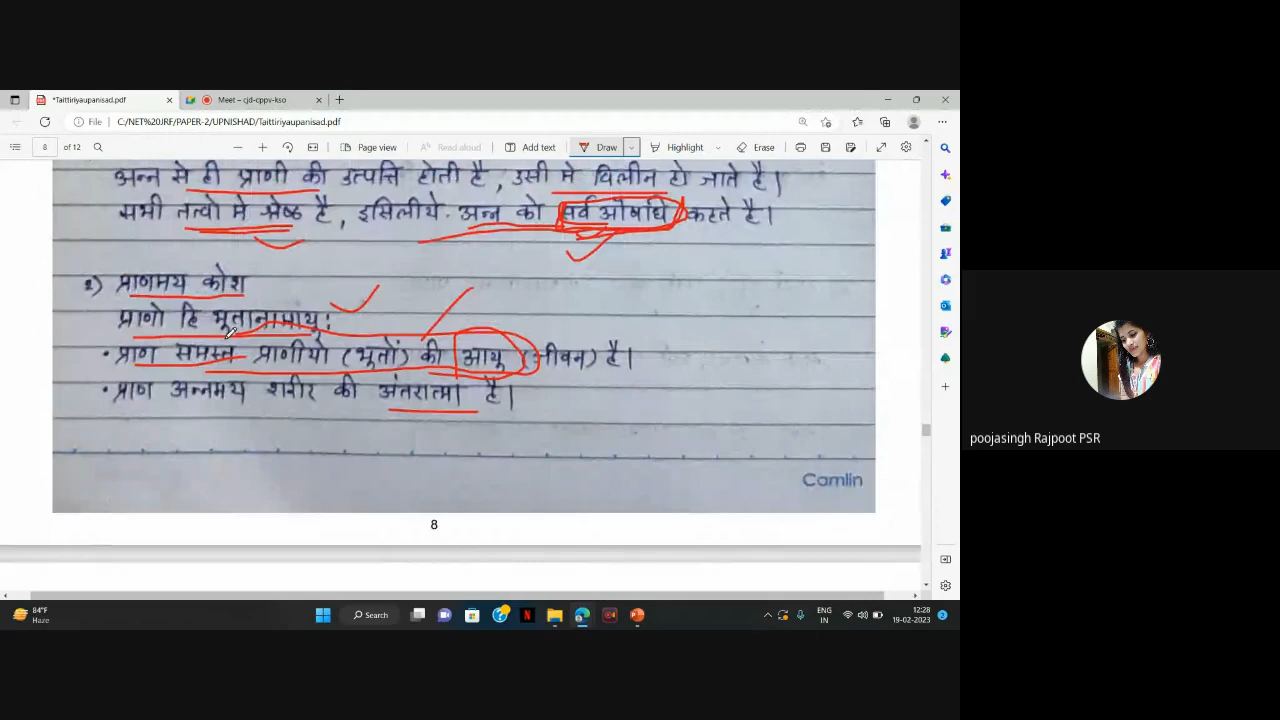 *Taittiriyaupanisad.pdf
Meet – cjd-cppv-kso
File
C:/NET%20JRF/PAPER-2/UPNISHAD/Taittiriyaupanisad.pdf
8 of 12
Page view
Read aloud
Add text
Draw
Highlight
Erase
अन्न से ही प्राणी की उत्पत्ति होती है, उसी मे विलीन हो जाते है।
सभी तत्वो मे श्रेष्ठ है, इसिलीये अन्न को सर्व औषधि कहते है।
२) प्राणमय कोश
प्राणो हि भूतानामायू:
• प्राण समस्त प्राणीयो (भूतों) की आयू (जीवन) है।
• प्राण अन्नमय शरीर की अंतरात्मा है।
Camlin
8
poojasingh Rajpoot PSR
84°F
Haze
Search
ENG
IN
12:28
19-02-2023
2